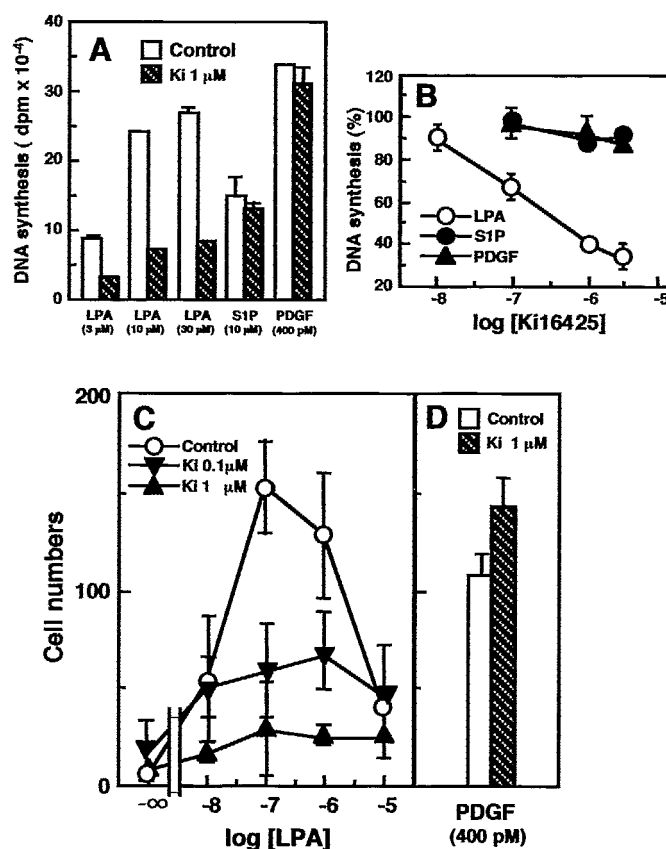 A
Control
Ki 1 μM
DNA synthesis ( dpm x 10⁻⁴)
40
30
20
10
0
LPA
(3 μM)
LPA
(10 μM)
LPA
(30 μM)
S1P
(10 μM)
PDGF
(400 pM)
B
DNA synthesis (%)
120
100
80
60
40
20
LPA
S1P
PDGF
-8
-7
-6
-5
log [Ki16425]
C
Control
Ki 0.1μM
Ki 1 μM
Cell numbers
200
100
0
-∞
-8
-7
-6
-5
log [LPA]
D
Control
Ki 1 μM
PDGF
(400 pM)